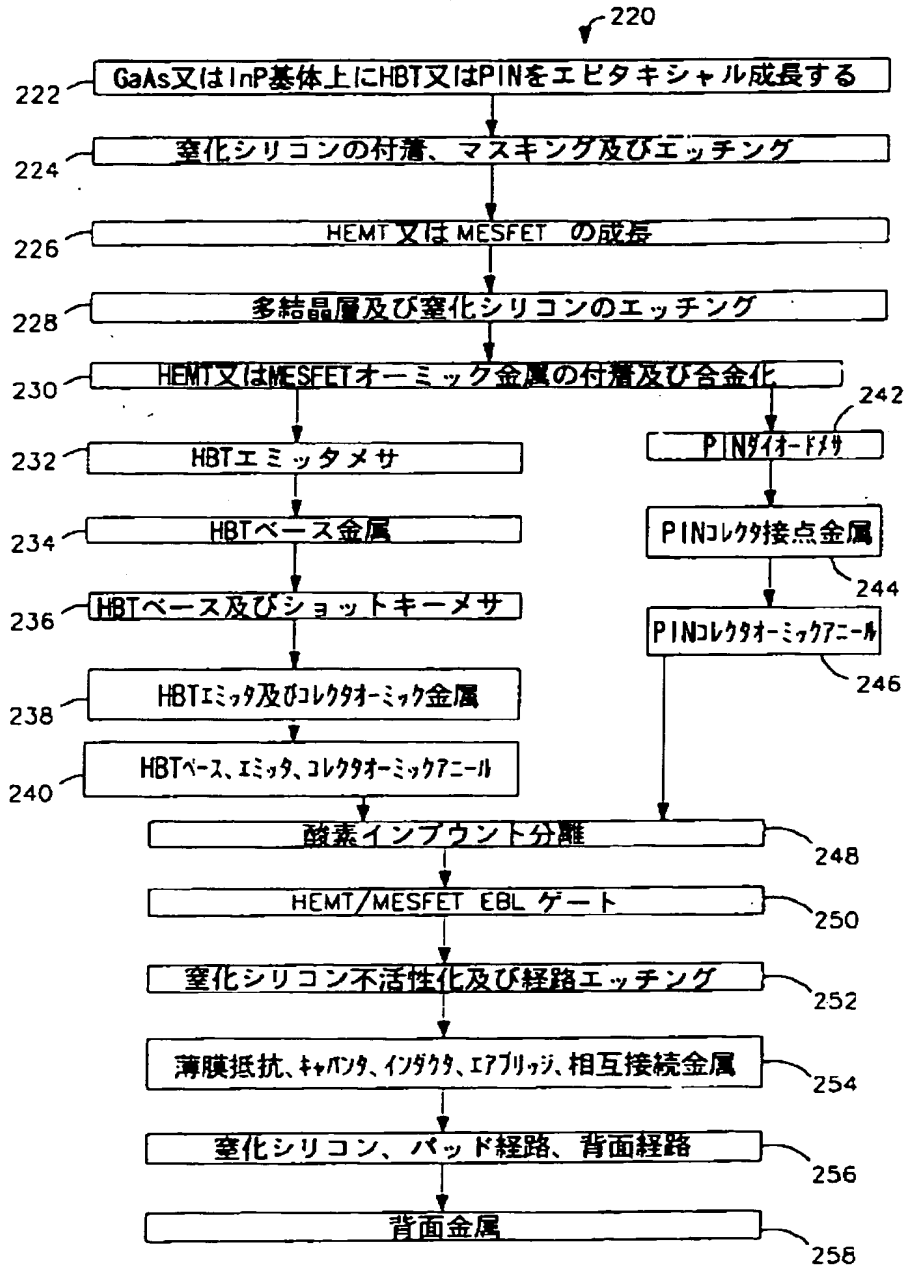 220
222 GaAs又はInP基体上にHBT又はPINをエピタキシャル成長する
224 窒化シリコンの付着、マスキング及びエッチング
226 HEMT又はMESFET の成長
228 多結晶層及び窒化シリコンのエッチング
230 HEMT又はMESFETオーミック金属の付着及び合金化
232 HBTエミッタメサ
234 HBTベース金属
236 HBTベース及びショットキーメサ
238 HBTエミッタ及びコレクタオーミック金属
240 HBTベース、エミッタ、コレクタオーミックアニール
242
PINダイオードメサ
PINコレクタ接点金属
244
PINコレクタオーミックアニール
246
酸素インプウント分離 248
HEMT/MESFET EBL ゲート 250
窒化シリコン不活性化及び経路エッチング 252
薄膜抵抗、キャパンタ、インダクタ、エアブリッジ、相互接続金属 254
窒化シリコン、パッド経路、背面経路 256
背面金属 258